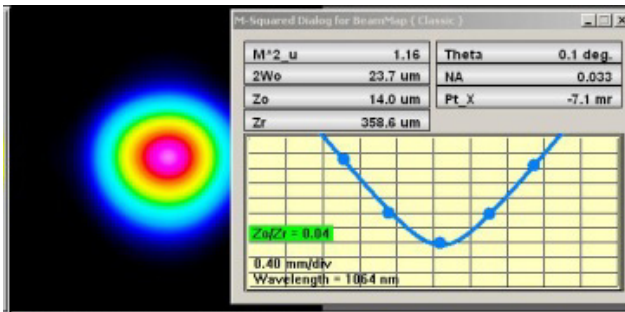 M-Squared Dialog for BeamMap ( Classic )
M^2_u 1.16 Theta 0.1 deg.
2Wo 23.7 um NA 0.033
Zo 14.0 um Pt_X -7.1 mr
Zr 358.6 um
Zo/Zr = 0.04
0.40 mm/div
Wavelength = 1064 nm